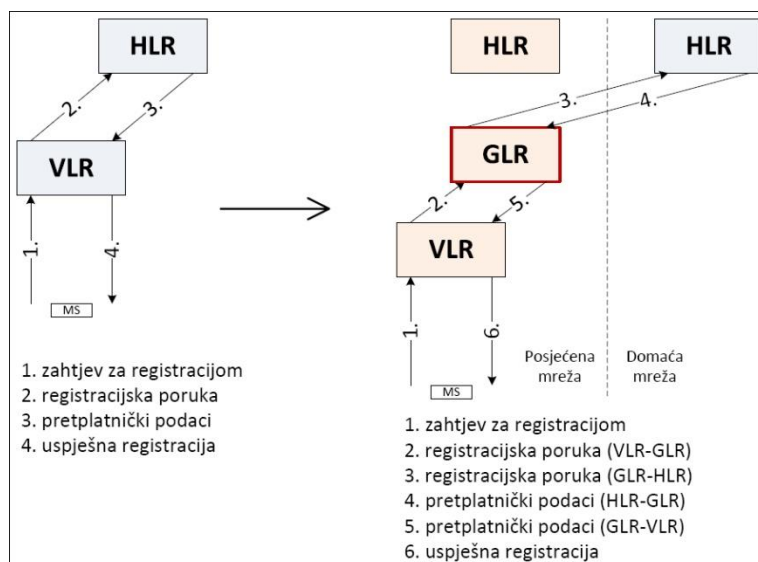 HLR
2.
3.
VLR
1.
4.
MS
1. zahtjev za registracijom
2. registracijska poruka
3. pretplatnički podaci
4. uspješna registracija
HLR
HLR
3.
4.
GLR
2.
5.
VLR
1.
6.
MS
Posjećena
mreža
Domaća
mreža
1. zahtjev za registracijom
2. registracijska poruka (VLR-GLR)
3. registracijska poruka (GLR-HLR)
4. pretplatnički podaci (HLR-GLR)
5. pretplatnički podaci (GLR-VLR)
6. uspješna registracija